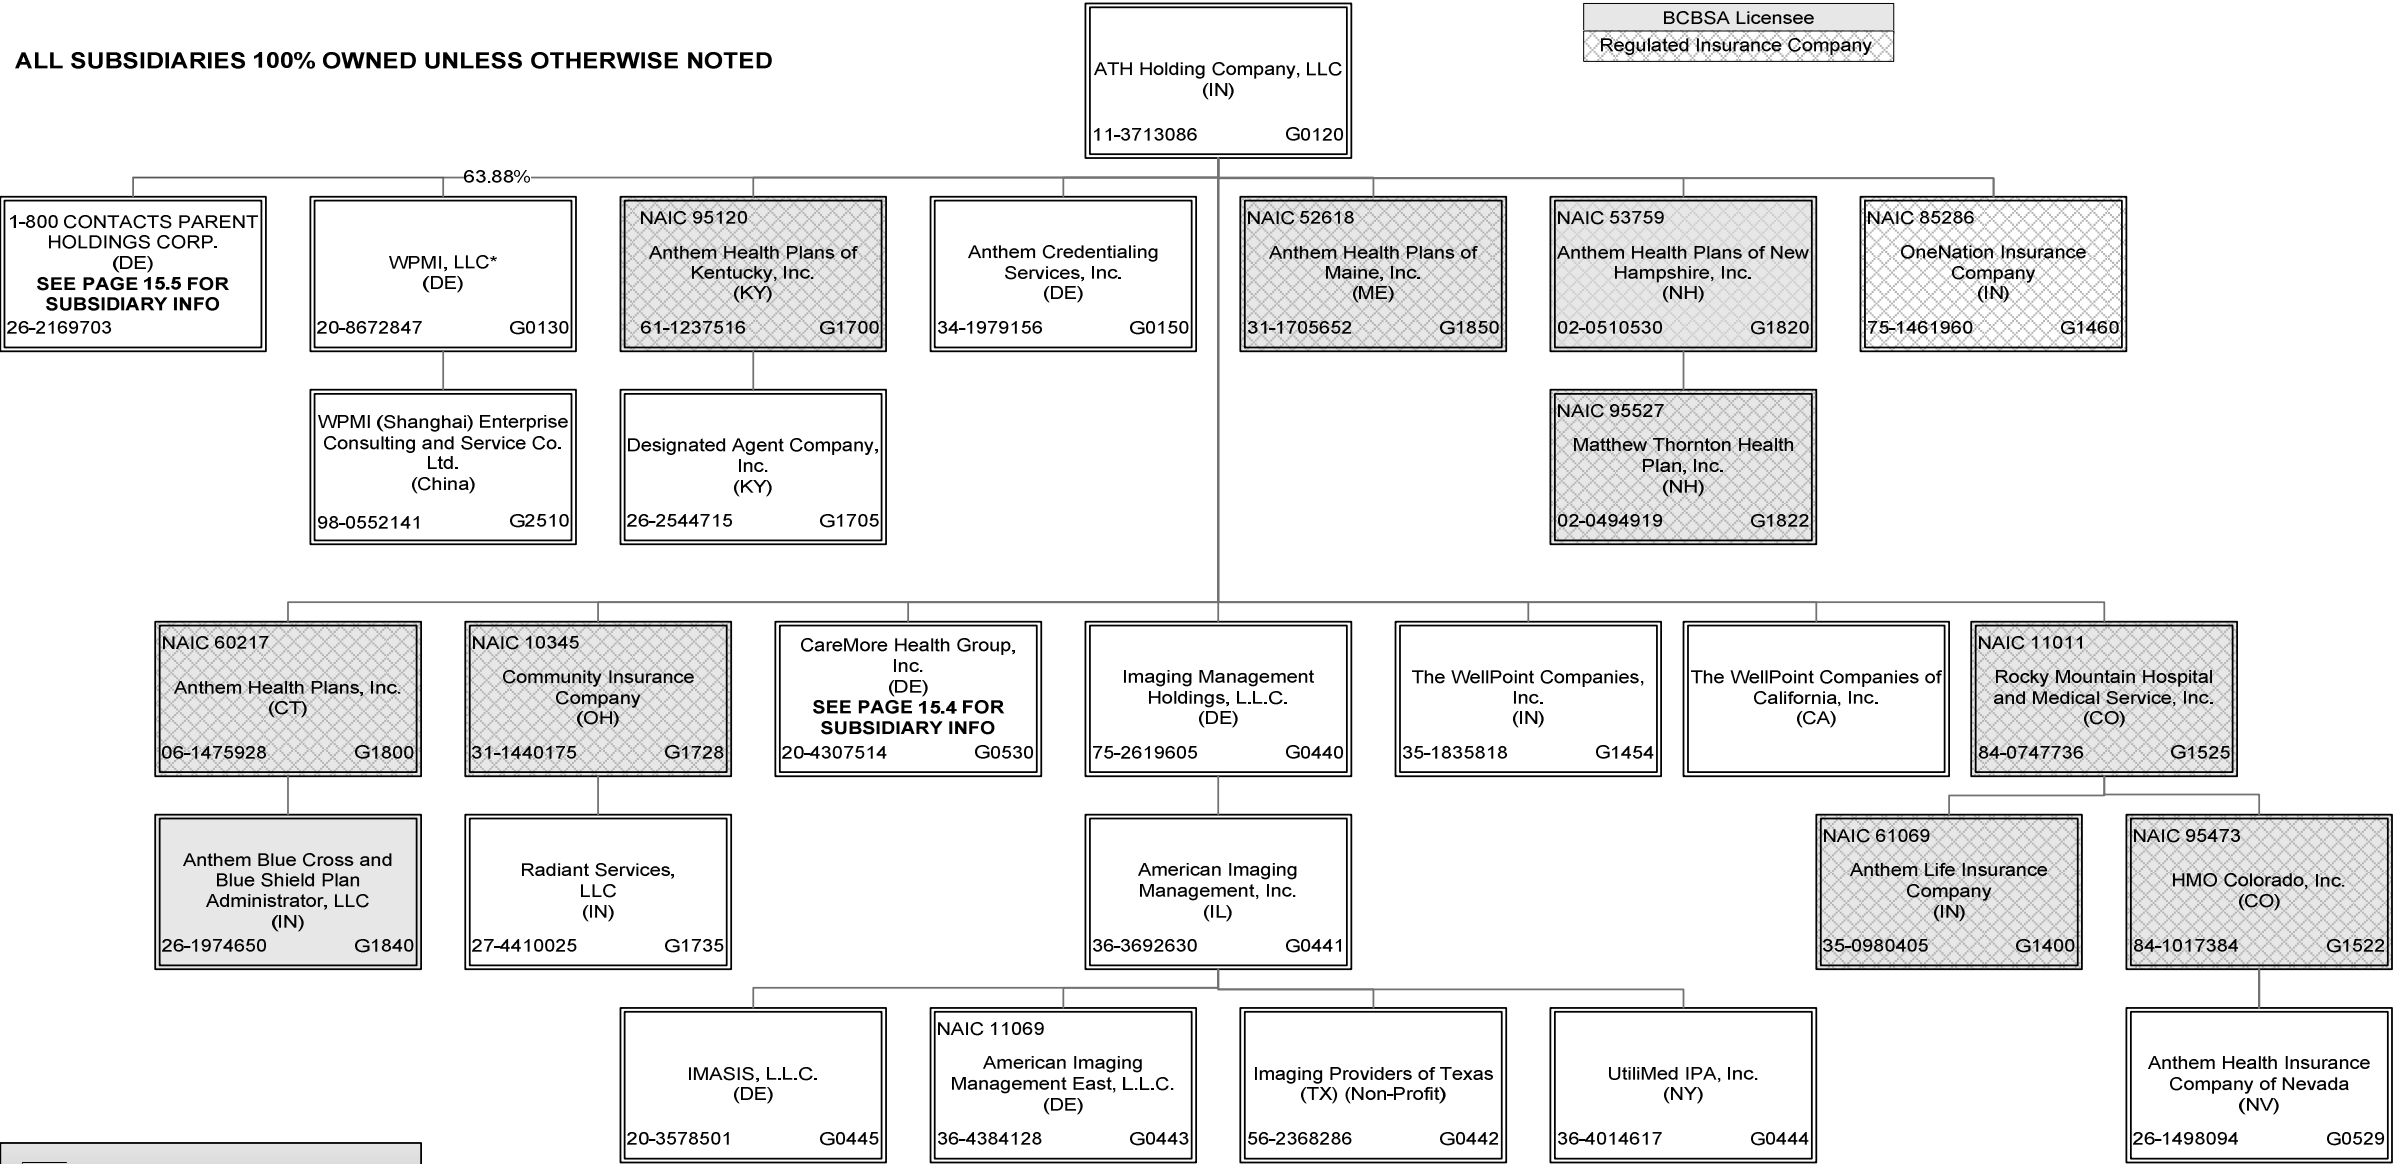 ALL SUBSIDIARIES 100% OWNED UNLESS OTHERWISE NOTED
BCBSA Licensee
Regulated Insurance Company
ATH Holding Company, LLC
(IN)
11-3713086 G0120
63.88%
1-800 CONTACTS PARENT
HOLDINGS CORP.
(DE)
SEE PAGE 15.5 FOR
SUBSIDIARY INFO
26-2169703
WPMI, LLC*
(DE)
20-8672847 G0130
NAIC 95120
Anthem Health Plans of
Kentucky, Inc.
(KY)
61-1237516 G1700
Anthem Credentialing
Services, Inc.
(DE)
34-1979156 G0150
NAIC 52618
Anthem Health Plans of
Maine, Inc.
(ME)
31-1705652 G1850
NAIC 53759
Anthem Health Plans of New
Hampshire, Inc.
(NH)
02-0510530 G1820
NAIC 85286
OneNation Insurance
Company
(IN)
75-1461960 G1460
WPMI (Shanghai) Enterprise
Consulting and Service Co.
Ltd.
(China)
98-0552141 G2510
Designated Agent Company,
Inc.
(KY)
26-2544715 G1705
NAIC 95527
Matthew Thornton Health
Plan, Inc.
(NH)
02-0494919 G1822
NAIC 60217
Anthem Health Plans, Inc.
(CT)
06-1475928 G1800
NAIC 10345
Community Insurance
Company
(OH)
31-1440175 G1728
CareMore Health Group,
Inc.
(DE)
SEE PAGE 15.4 FOR
SUBSIDIARY INFO
20-4307514 G0530
Imaging Management
Holdings, L.L.C.
(DE)
75-2619605 G0440
The WellPoint Companies,
Inc.
(IN)
35-1835818 G1454
The WellPoint Companies of
California, Inc.
(CA)
NAIC 11011
Rocky Mountain Hospital
and Medical Service, Inc.
(CO)
84-0747736 G1525
Anthem Blue Cross and
Blue Shield Plan
Administrator, LLC
(IN)
26-1974650 G1840
Radiant Services,
LLC
(IN)
27-4410025 G1735
American Imaging
Management, Inc.
(IL)
36-3692630 G0441
NAIC 61069
Anthem Life Insurance
Company
(IN)
35-0980405 G1400
NAIC 95473
HMO Colorado, Inc.
(CO)
84-1017384 G1522
IMASIS, L.L.C.
(DE)
20-3578501 G0445
NAIC 11069
American Imaging
Management East, L.L.C.
(DE)
36-4384128 G0443
Imaging Providers of Texas
(TX) (Non-Profit)
56-2368286 G0442
UtiliMed IPA, Inc.
(NY)
36-4014617 G0444
Anthem Health Insurance
Company of Nevada
(NV)
26-1498094 G0529